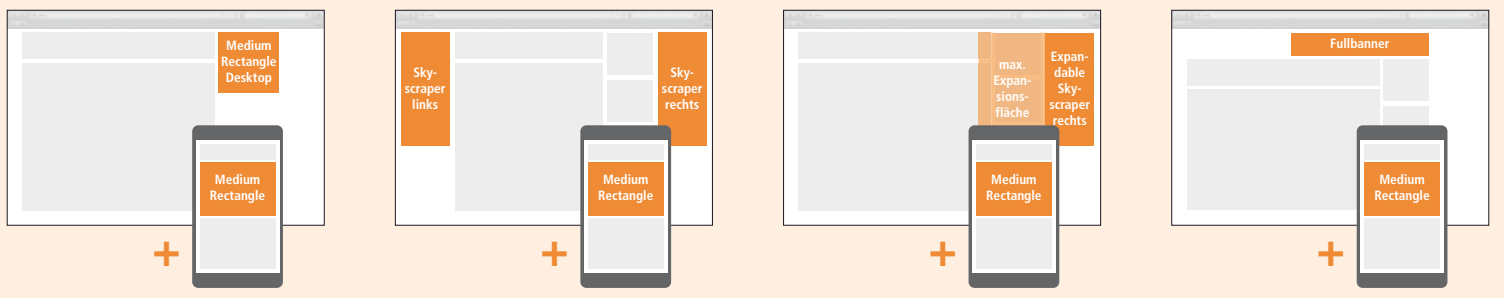 Medium
Rectangle
Desktop
Medium
Rectangle
+
Sky-
scraper
links
Sky-
scraper
rechts
Medium
Rectangle
+
max.
Expan-
sions-
fläche
Expan-
dable
Sky-
scraper
rechts
Medium
Rectangle
+
Fullbanner
Medium
Rectangle
+